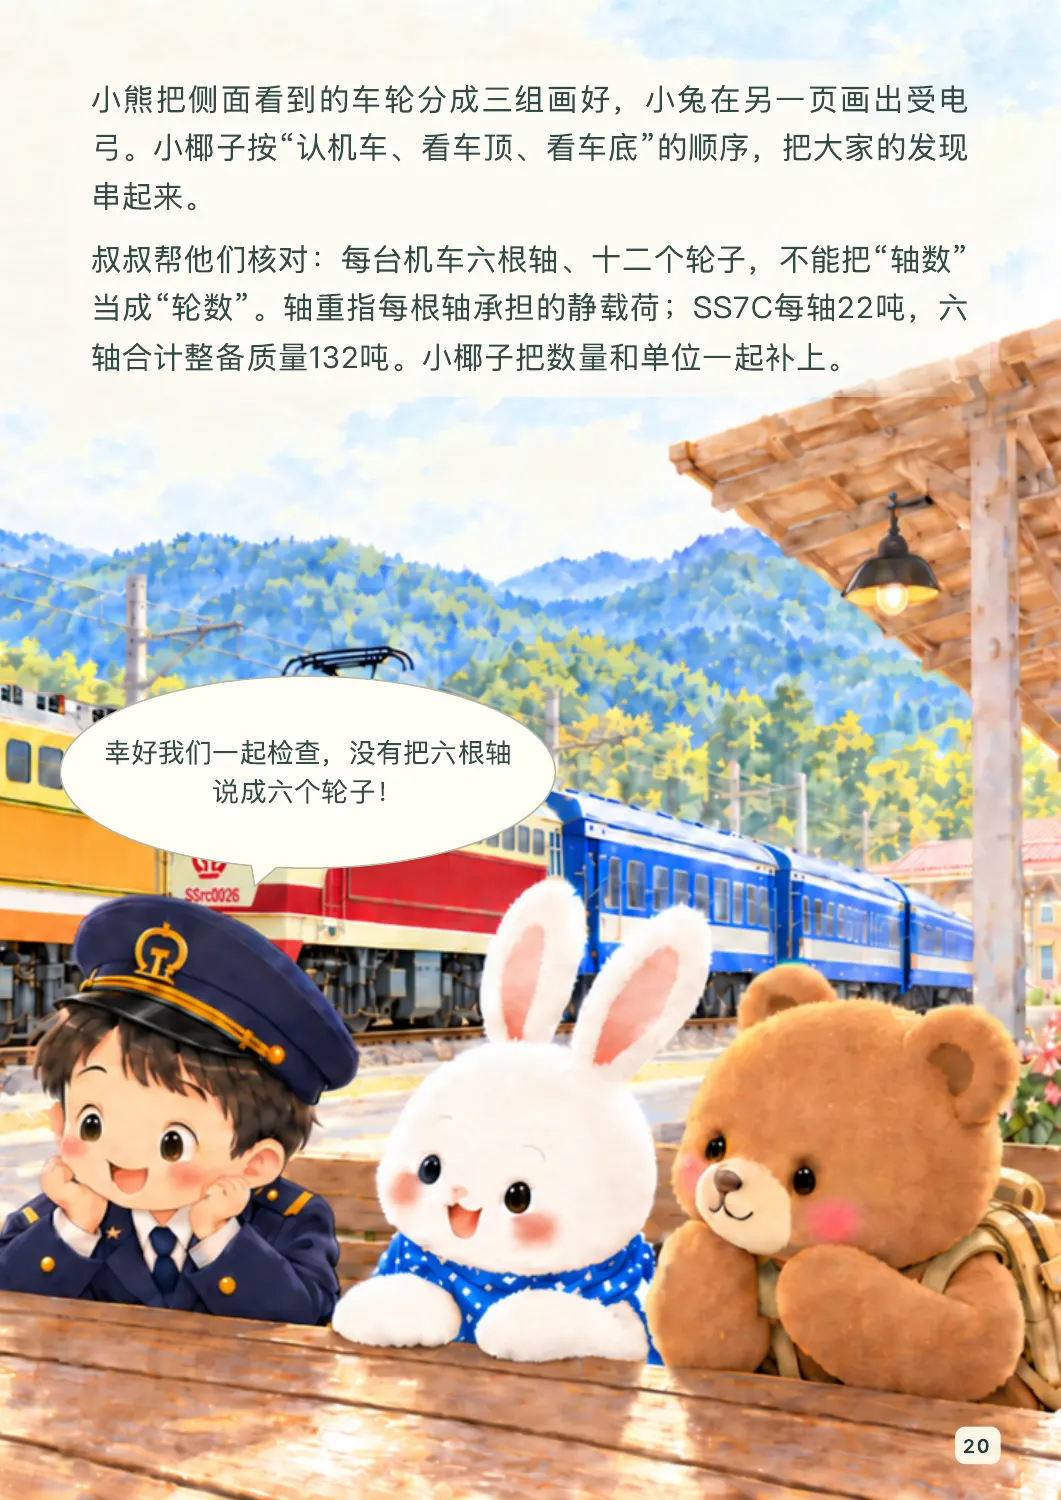 小熊把侧面看到的车轮分成三组画好，小兔在另一页画出受电
弓。小椰子按“认机车、看车顶、看车底”的顺序，把大家的发现
串起来。
叔叔帮他们核对：每台机车六根轴、十二个轮子，不能把“轴数”
当成“轮数”。轴重指每根轴承担的静载荷；SS7C每轴22吨，六
轴合计整备质量132吨。小椰子把数量和单位一起补上。
幸好我们一起检查，没有把六根轴
说成六个轮子！
SSrc0026
20